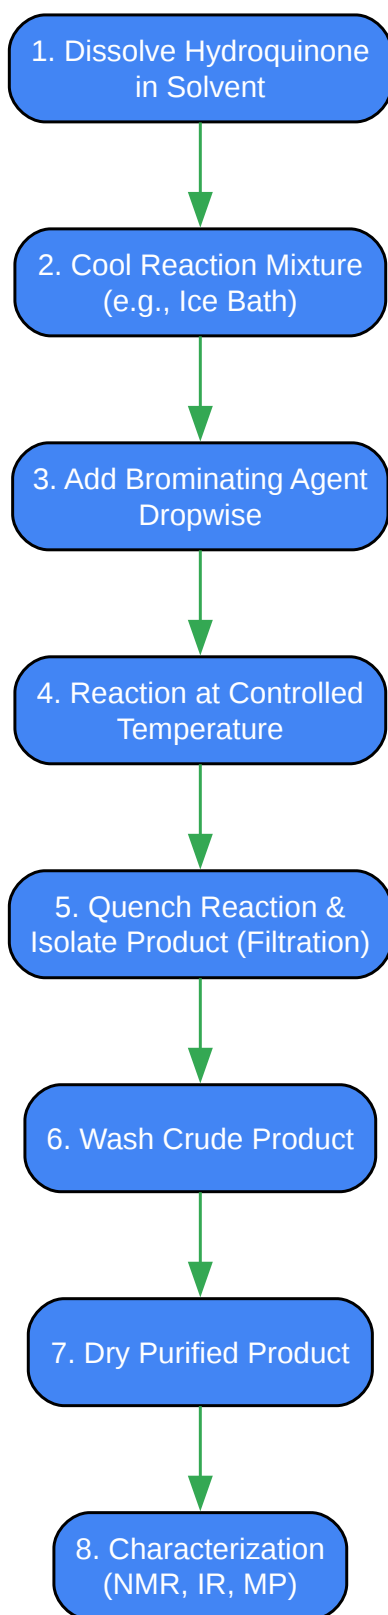 1. Dissolve Hydroquinone
in Solvent
2. Cool Reaction Mixture
(e.g., Ice Bath)
3. Add Brominating Agent
Dropwise
4. Reaction at Controlled
Temperature
5. Quench Reaction &
Isolate Product (Filtration)
6. Wash Crude Product
7. Dry Purified Product
8. Characterization
(NMR, IR, MP)